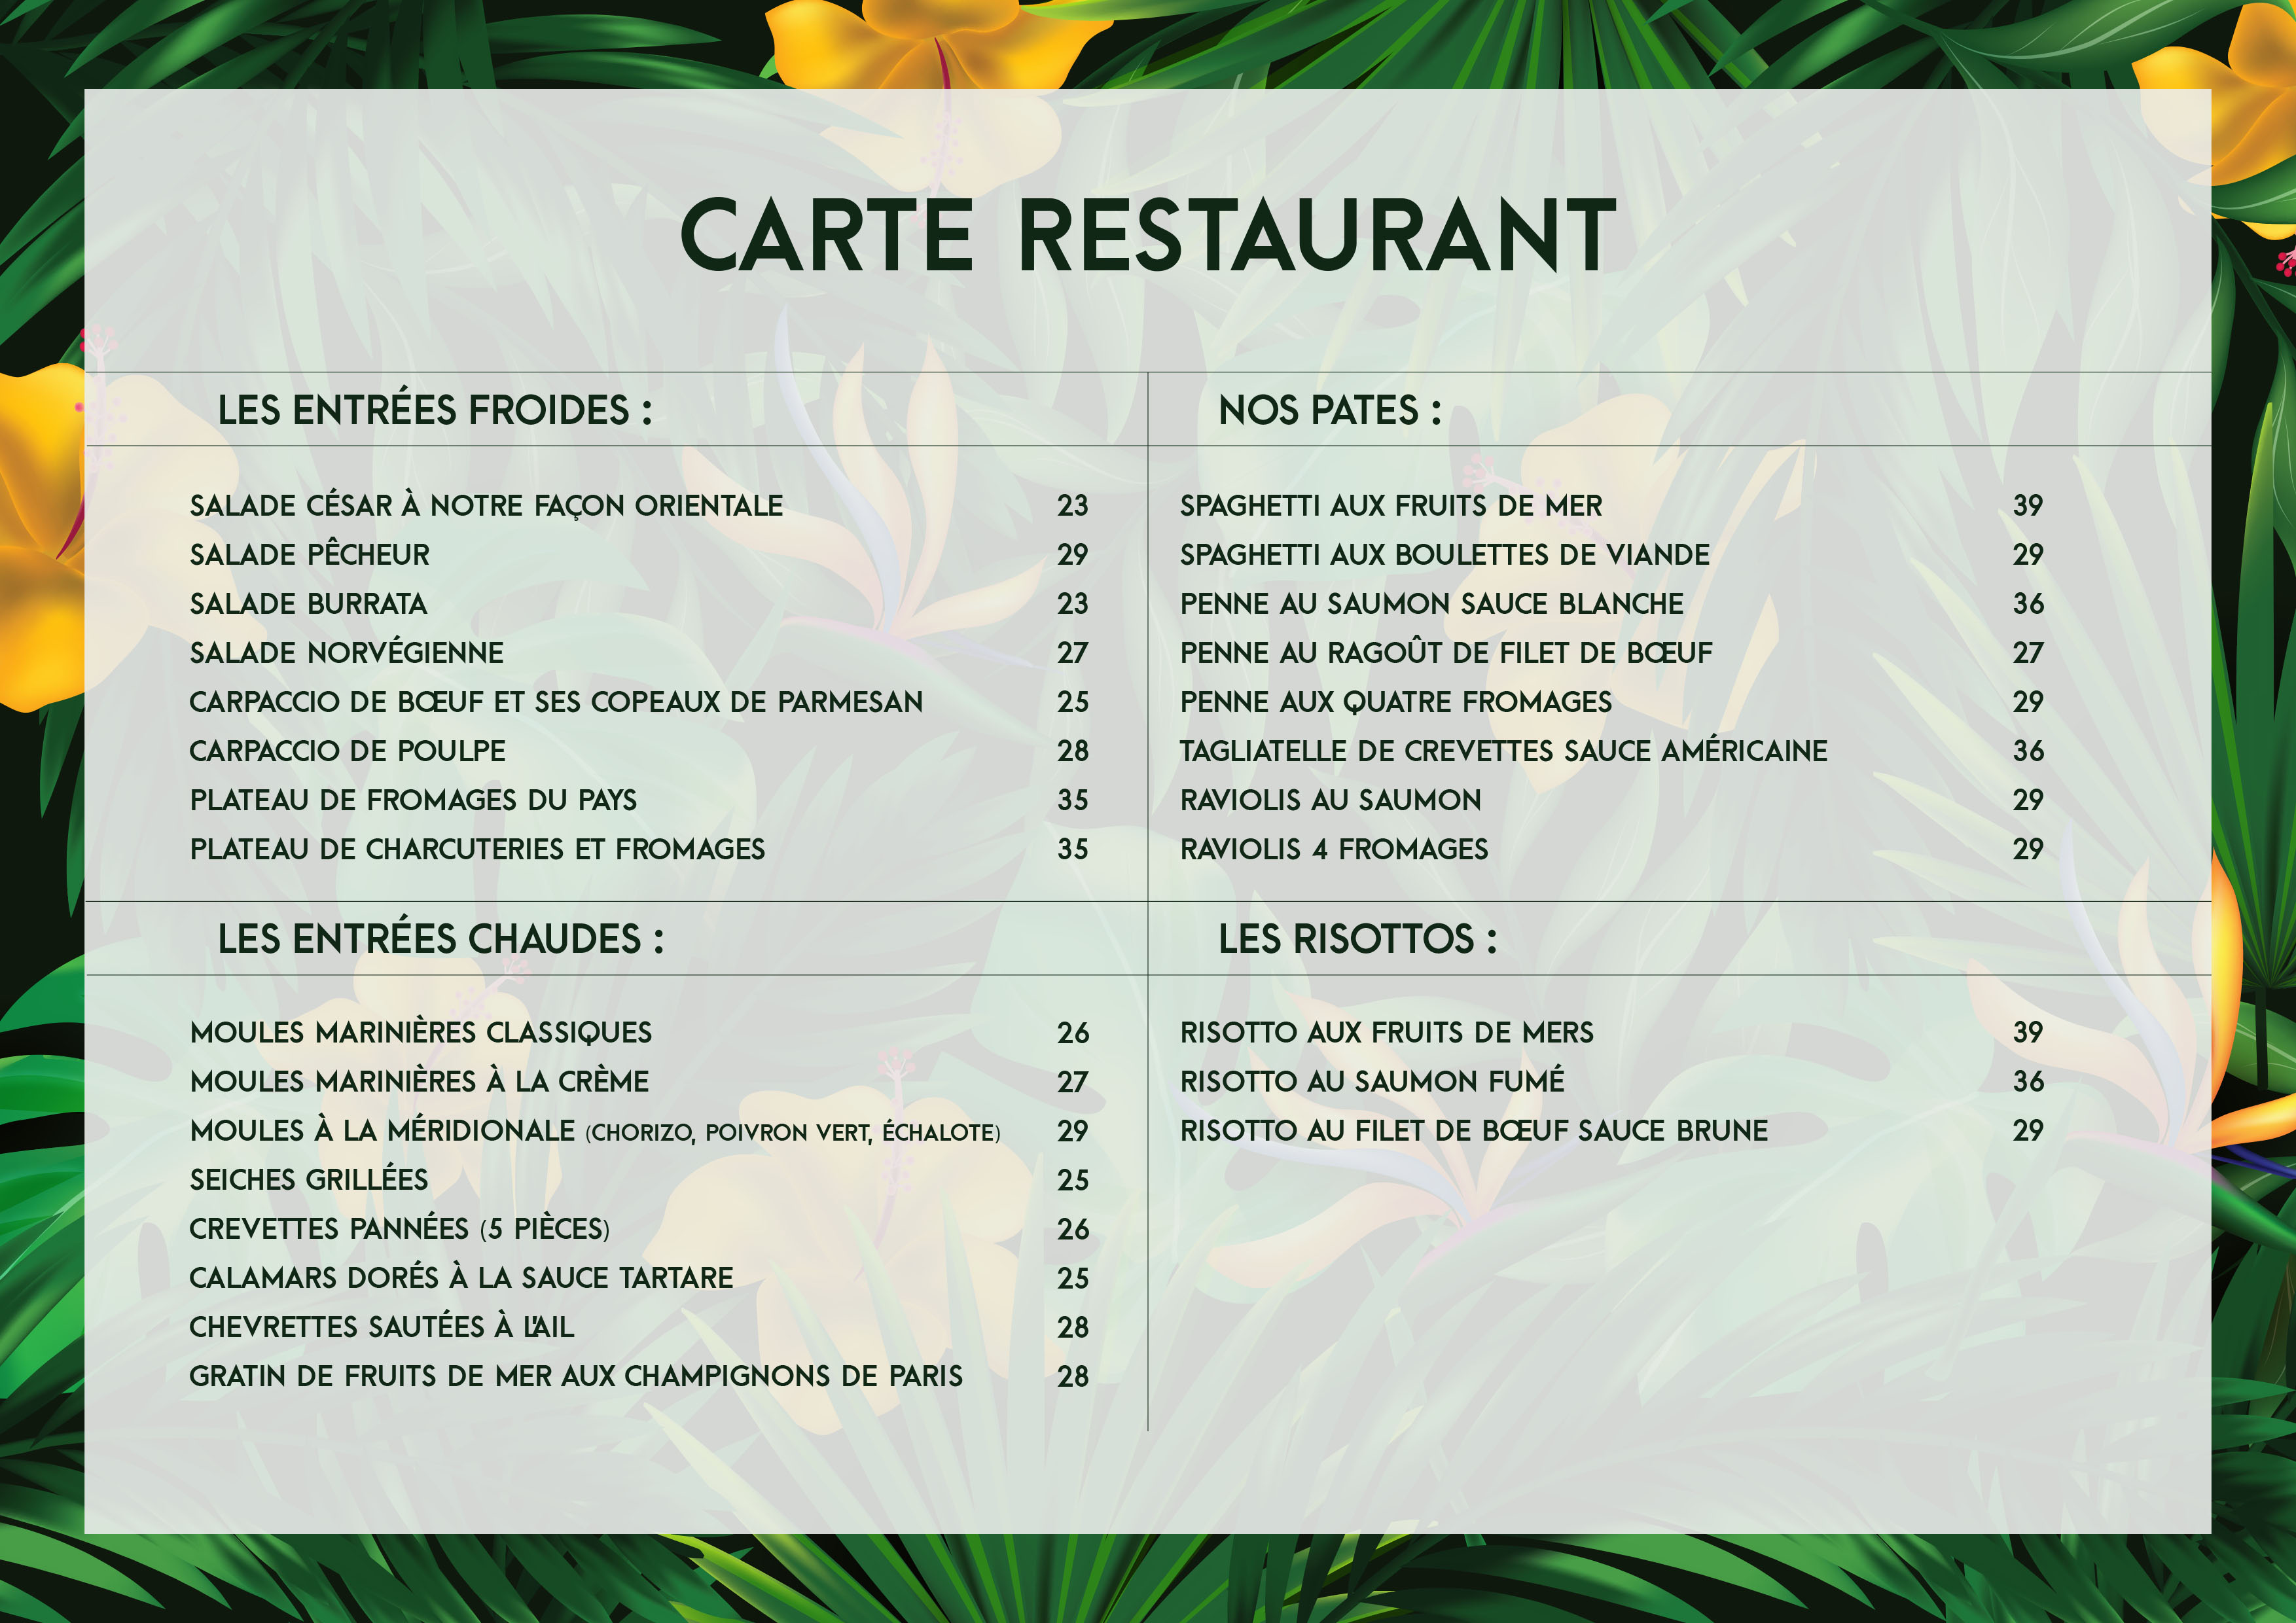 CARTE RESTAURANT
LES ENTRÉES FROIDES :
SALADE CÉSAR À NOTRE FAÇON ORIENTALE 23
SALADE PÊCHEUR 29
SALADE BURRATA 23
SALADE NORVÉGIENNE 27
CARPACCIO DE BŒUF ET SES COPEAUX DE PARMESAN 25
CARPACCIO DE POULPE 28
PLATEAU DE FROMAGES DU PAYS 35
PLATEAU DE CHARCUTERIES ET FROMAGES 35
LES ENTRÉES CHAUDES :
MOULES MARINIÈRES CLASSIQUES 26
MOULES MARINIÈRES À LA CRÈME 27
MOULES À LA MÉRIDIONALE (CHORIZO, POIVRON VERT, ÉCHALOTE) 29
SEICHES GRILLÉES 25
CREVETTES PANNÉES (5 PIÈCES) 26
CALAMARS DORÉS À LA SAUCE TARTARE 25
CHEVRETTES SAUTÉES À L'AIL 28
GRATIN DE FRUITS DE MER AUX CHAMPIGNONS DE PARIS 28
NOS PATES :
SPAGHETTI AUX FRUITS DE MER 39
SPAGHETTI AUX BOULETTES DE VIANDE 29
PENNE AU SAUMON SAUCE BLANCHE 36
PENNE AU RAGOÛT DE FILET DE BŒUF 27
PENNE AUX QUATRE FROMAGES 29
TAGLIATELLE DE CREVETTES SAUCE AMÉRICAINE 36
RAVIOLIS AU SAUMON 29
RAVIOLIS 4 FROMAGES 29
LES RISOTTOS :
RISOTTO AUX FRUITS DE MERS 39
RISOTTO AU SAUMON FUMÉ 36
RISOTTO AU FILET DE BŒUF SAUCE BRUNE 29